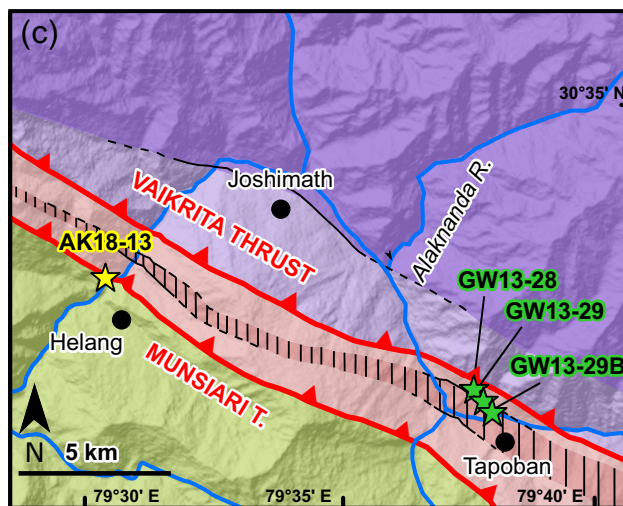 (c)
30°35' N
Joshimath
VAIKRITA THRUST
Alaknanda R.
AK18-13
GW13-28
GW13-29
GW13-29B
Helang
MUNSIARI T.
N
5 km
Tapoban
79°30' E
79°35' E
79°40' E